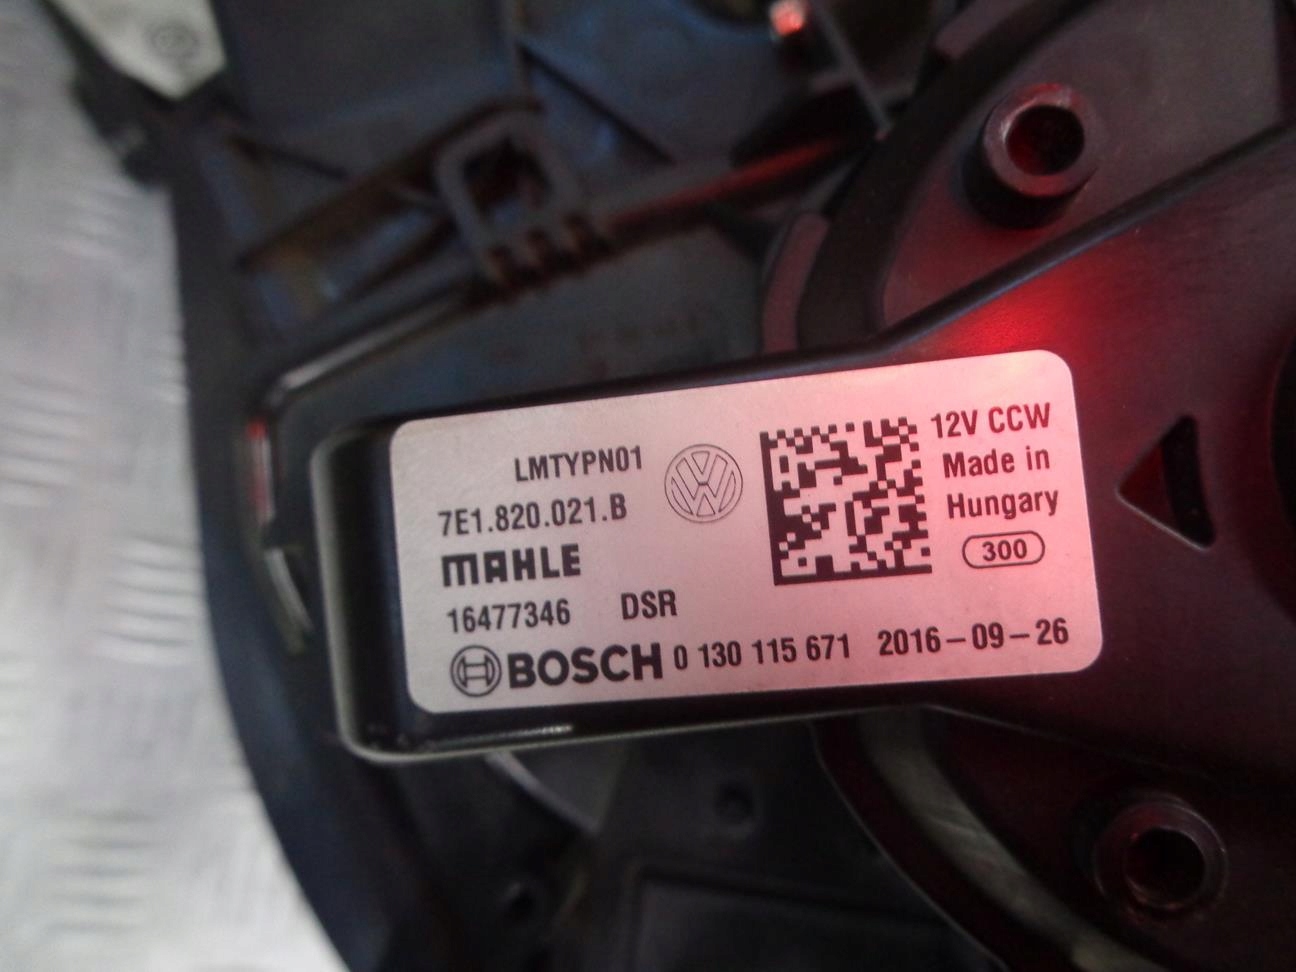 LMTYPN01
7E1.820.021.B
MAHLE
16477346 DSR
BOSCH 0 130 115 671 2016-09-26
12V CCW
Made in
Hungary
300